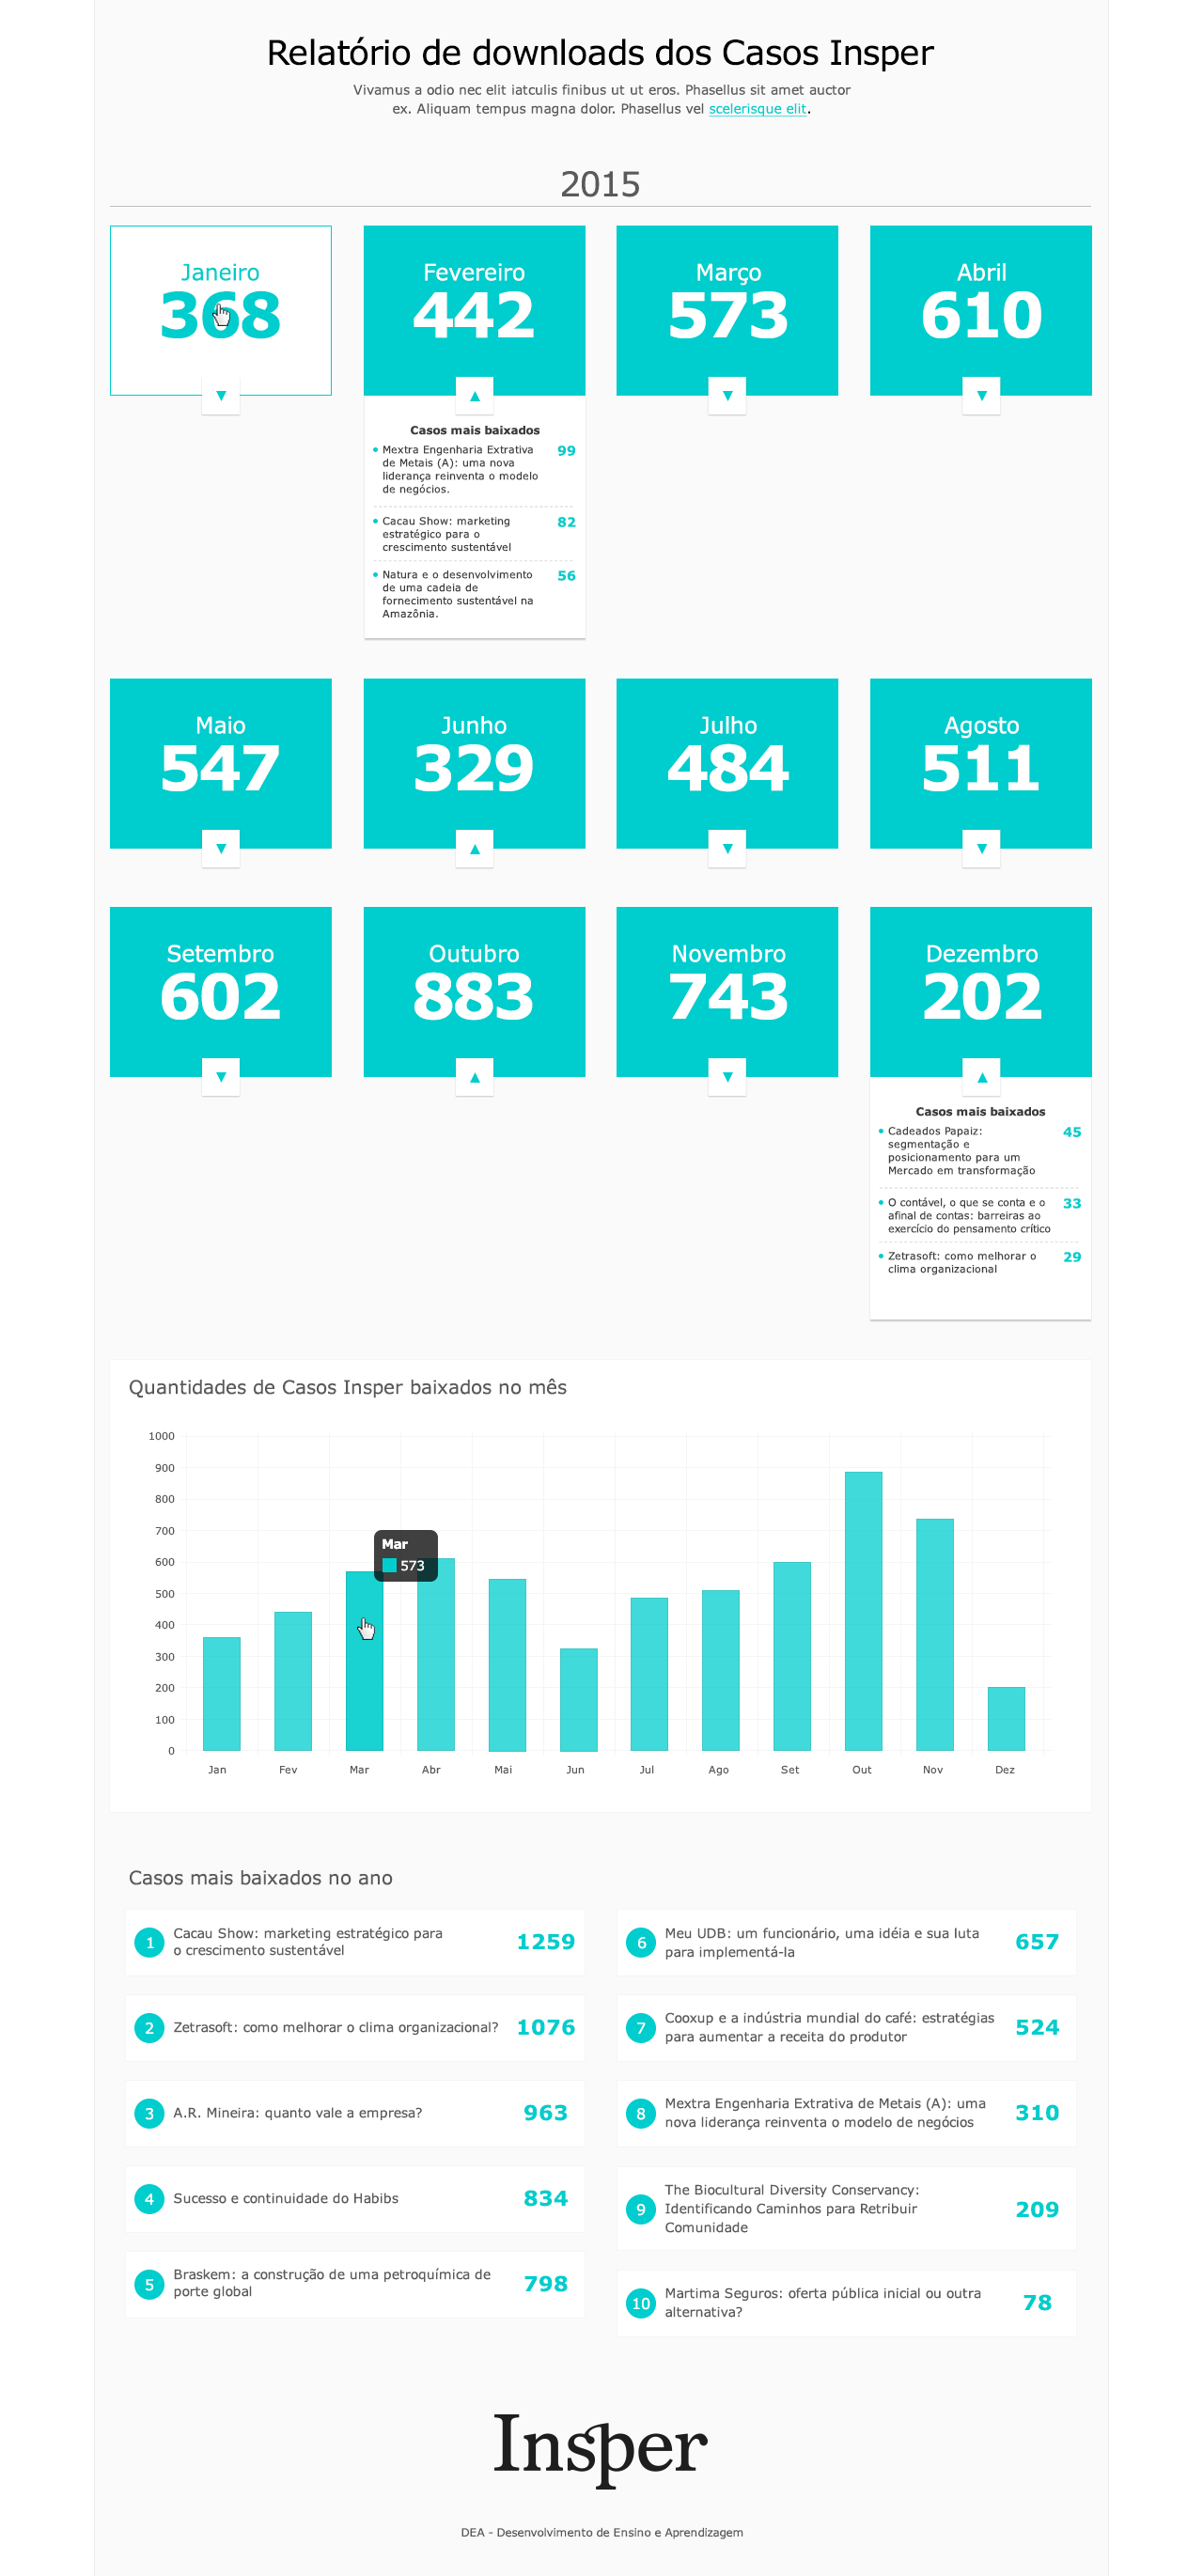 Relatório de downloads dos Casos Insper
Vivamus a odio nec elit iatculis finibus ut ut eros. Phasellus sit amet auctor
ex. Aliquam tempus magna dolor. Phasellus vel scelerisque elit.
2015
Janeiro
368
▼
Fevereiro
442
▲
Casos mais baixados
• Mextra Engenharia Extrativa 99
de Metais (A): uma nova
liderança reinventa o modelo
de negócios.
• Cacau Show: marketing 82
estratégico para o
crescimento sustentável
• Natura e o desenvolvimento 56
de uma cadeia de
fornecimento sustentável na
Amazônia.
Março
573
▼
Abril
610
▼
Maio
547
▼
Junho
329
▲
Julho
484
▼
Agosto
511
▼
Setembro
602
▼
Outubro
883
▲
Novembro
743
▼
Dezembro
202
▲
Casos mais baixados
• Cadeados Papaiz: 45
segmentação e
posicionamento para um
Mercado em transformação
• O contável, o que se conta e o 33
afinal de contas: barreiras ao
exercício do pensamento crítico
• Zetrasoft: como melhorar o 29
clima organizacional
Quantidades de Casos Insper baixados no mês
1000
900
800
700
600
500
400
300
200
100
0
Mar
573
Jan Fev Mar Abr Mai Jun Jul Ago Set Out Nov Dez
Casos mais baixados no ano
1 Cacau Show: marketing estratégico para 1259
o crescimento sustentável
2 Zetrasoft: como melhorar o clima organizacional? 1076
3 A.R. Mineira: quanto vale a empresa? 963
4 Sucesso e continuidade do Habibs 834
5 Braskem: a construção de uma petroquímica de 798
porte global
6 Meu UDB: um funcionário, uma idéia e sua luta 657
para implementá-la
7 Cooxup e a indústria mundial do café: estratégias 524
para aumentar a receita do produtor
8 Mextra Engenharia Extrativa de Metais (A): uma 310
nova liderança reinventa o modelo de negócios
9 The Biocultural Diversity Conservancy: 209
Identificando Caminhos para Retribuir
Comunidade
10 Martima Seguros: oferta pública inicial ou outra 78
alternativa?
Insper
DEA - Desenvolvimento de Ensino e Aprendizagem